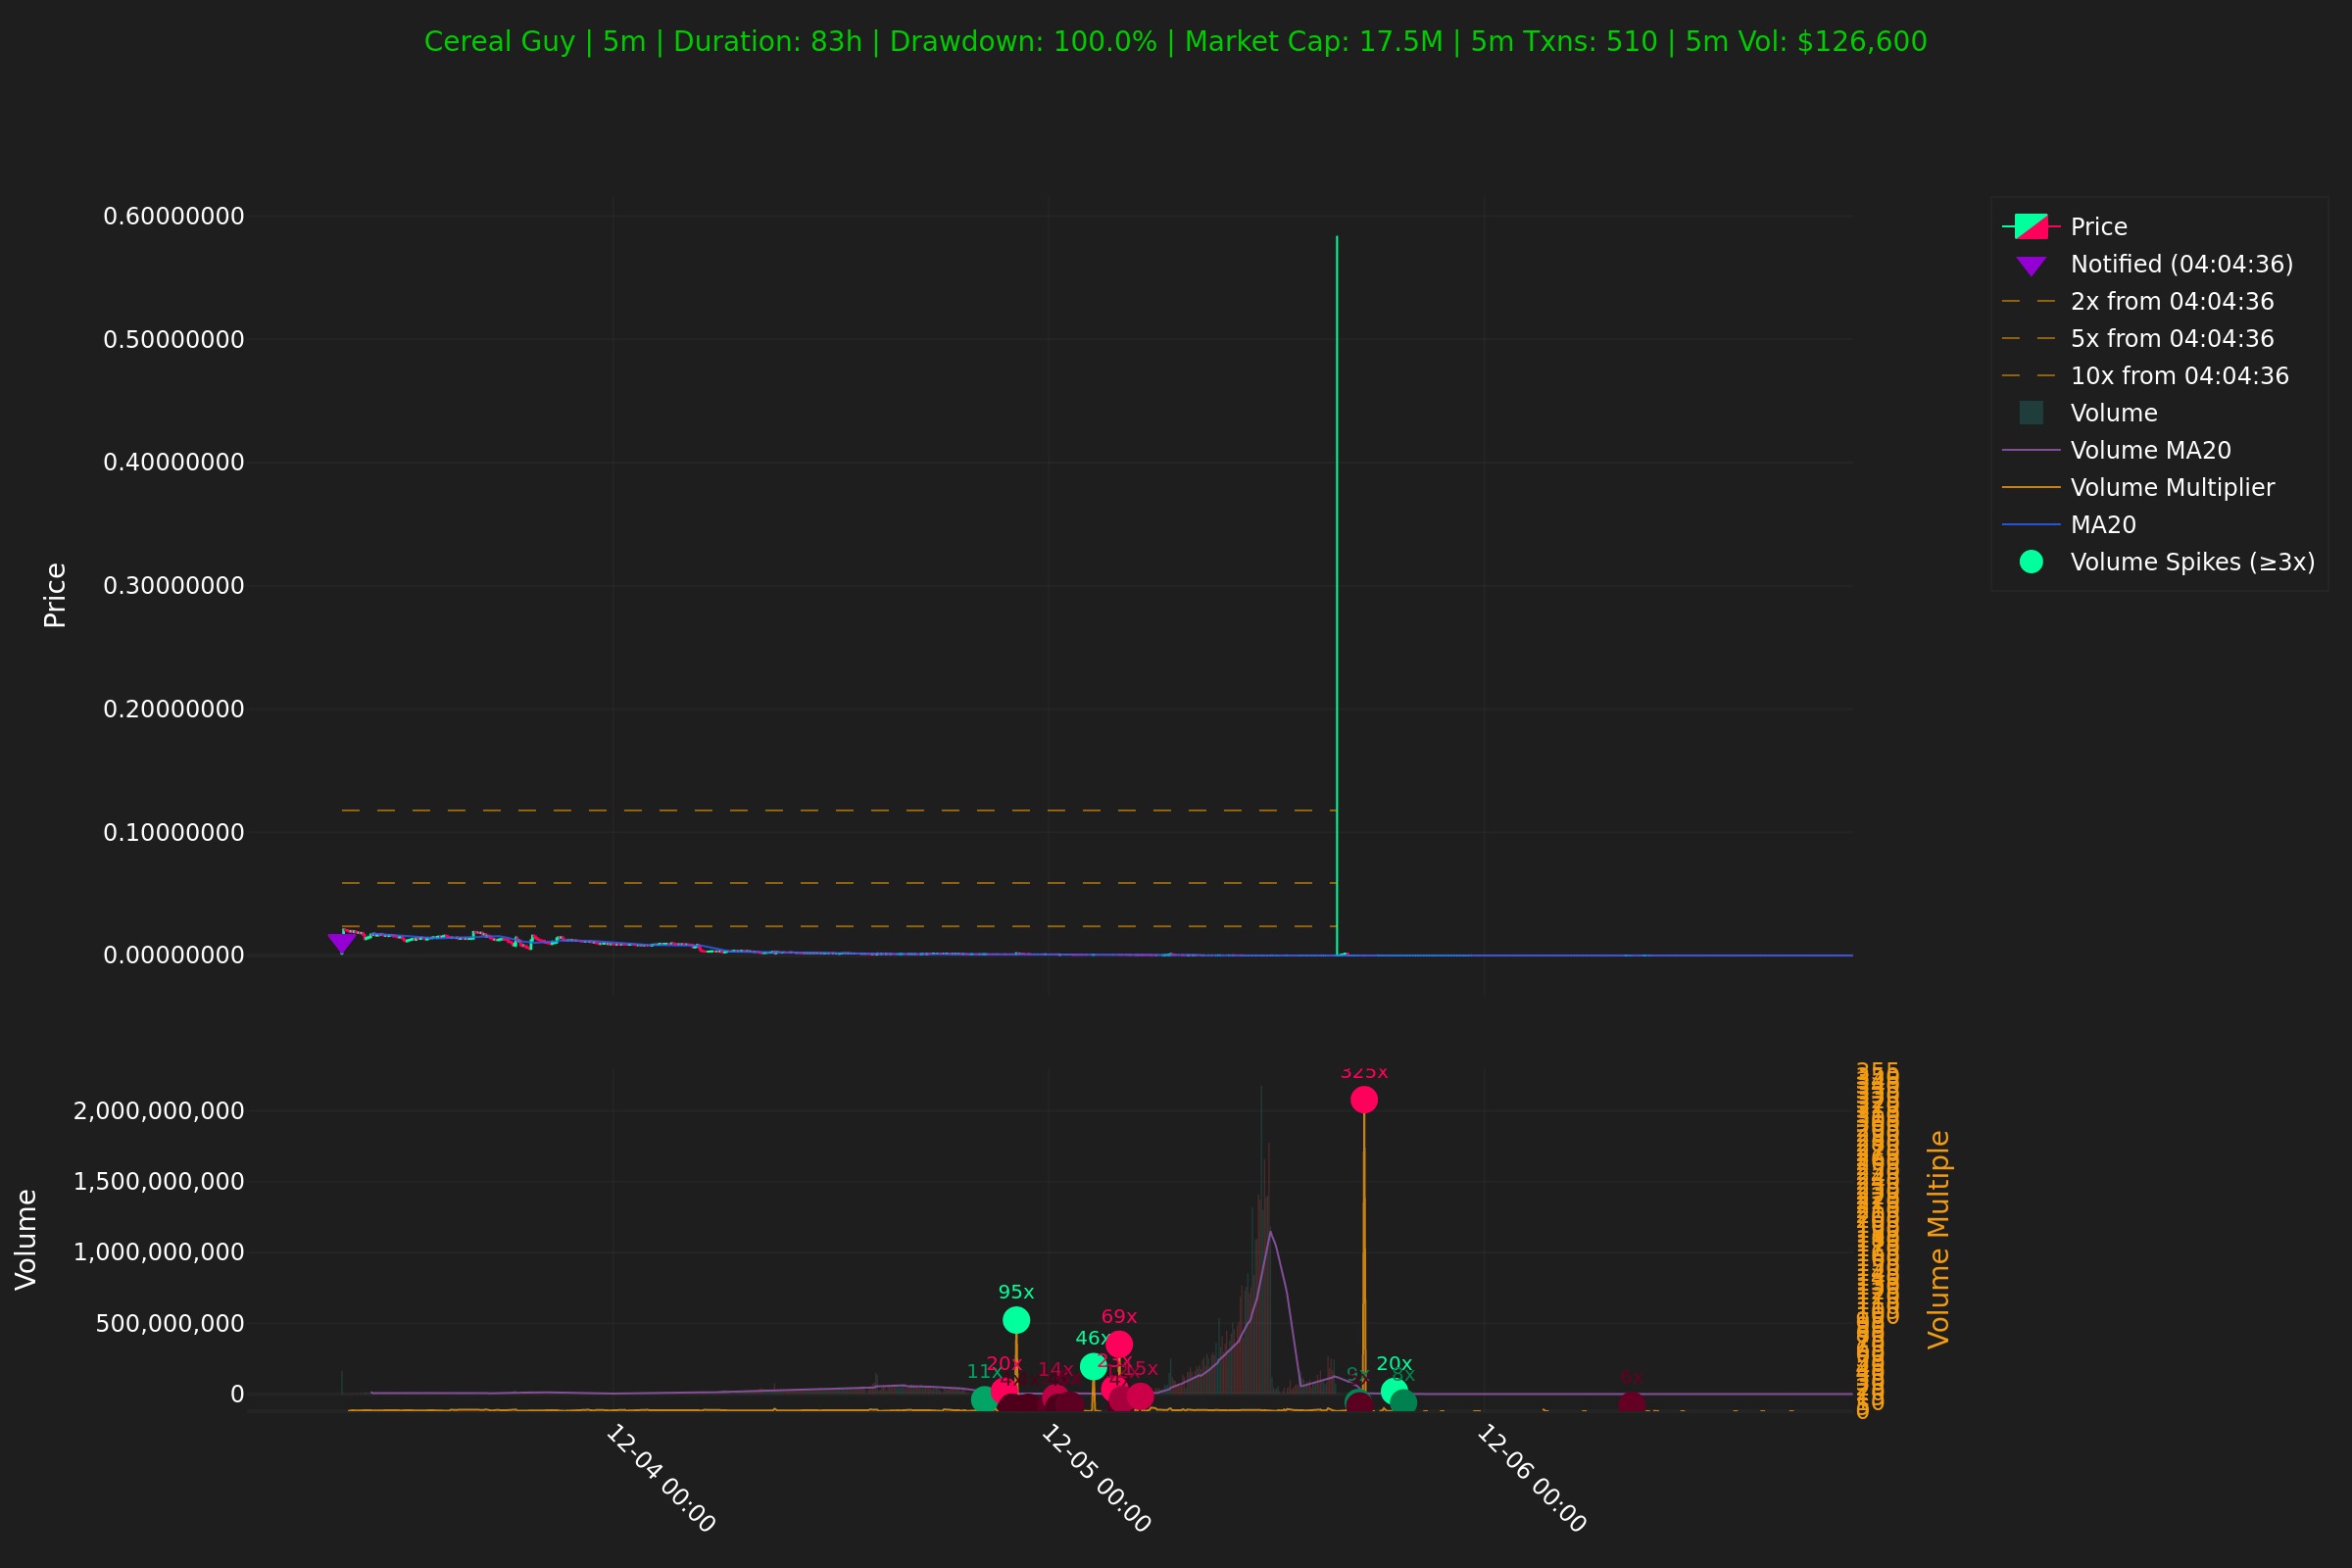 Cereal Guy | 5m | Duration: 83h | Drawdown: 100.0% | Market Cap: 17.5M | 5m Txns: 510 | 5m Vol: $126,600
0.60000000
0.50000000
0.40000000
0.30000000
0.20000000
0.10000000
0.00000000
Price
Price
Notified (04:04:36)
2x from 04:04:36
5x from 04:04:36
10x from 04:04:36
Volume
Volume MA20
Volume Multiplier
MA20
Volume Spikes (≥3x)
2,000,000,000
1,500,000,000
1,000,000,000
500,000,000
0
Volume
325x
95x
69x
46x
20x
11x
14x
20x
8x
9x
6x
Volume Multiple
12-04 00:00
12-05 00:00
12-06 00:00